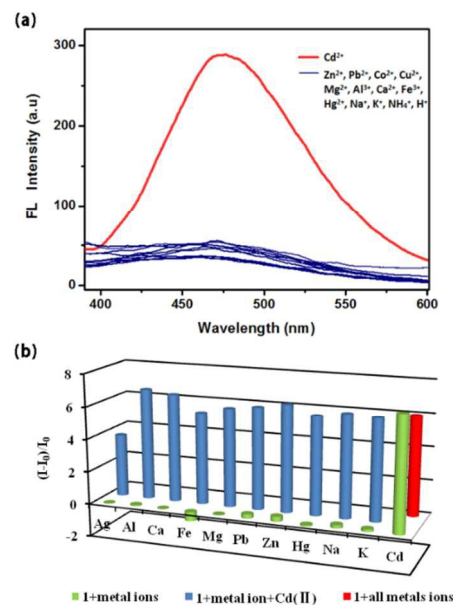 (a)
300
200
100
0
FL Intensity (a.u)
Cd²⁺
Zn²⁺, Pb²⁺, Co²⁺, Cu²⁺,
Mg²⁺, Al³⁺, Ca²⁺, Fe³⁺,
Hg²⁺, Na⁺, K⁺, NH₄⁺, H⁺
400 450 500 550 600
Wavelength (nm)
(b)
8
6
4
2
0
-2
(I-I₀)/I₀
Ag Al Ca Fe Mg Pb Zn Hg Na K Cd
1+metal ions 1+metal ion+Cd(Ⅱ) 1+all metals ions